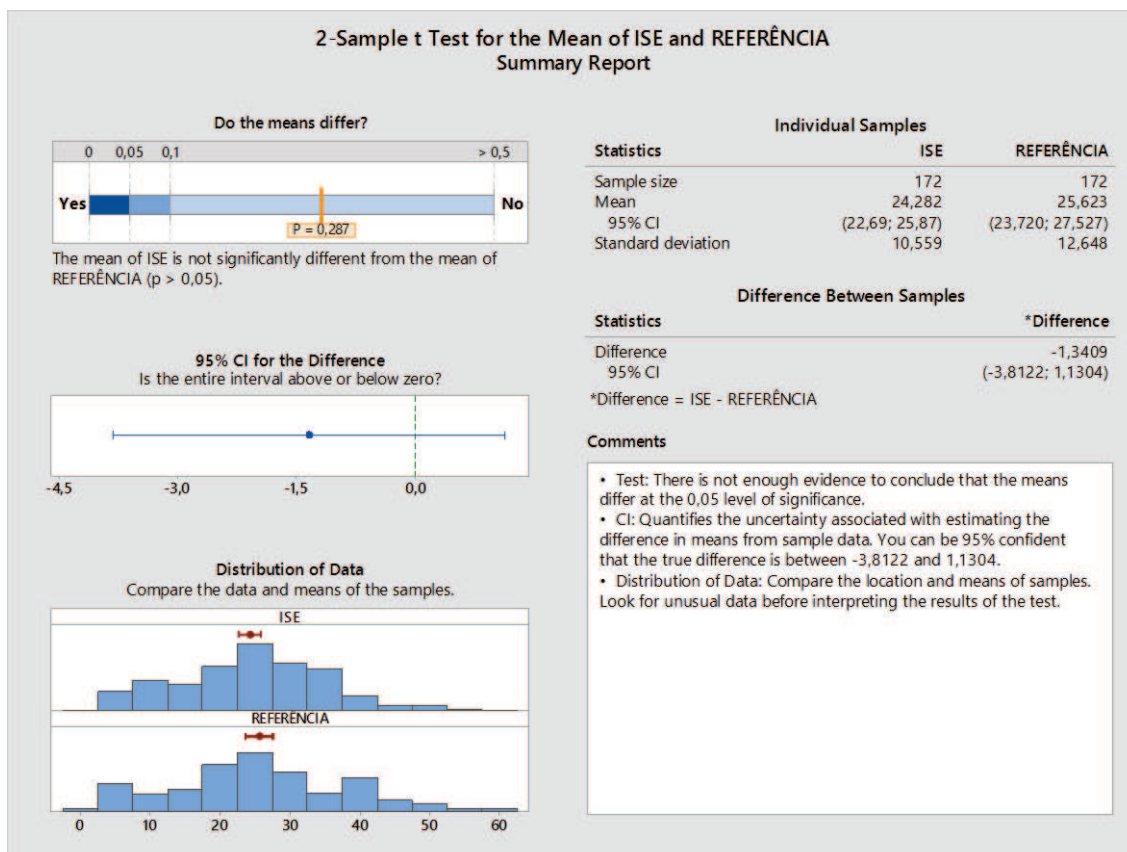 2-Sample t Test for the Mean of ISE and REFERÊNCIA
Summary Report
Do the means differ?
0 0,05 0,1 > 0,5
Yes No
P = 0,287
The mean of ISE is not significantly different from the mean of
REFERÊNCIA (p > 0,05).
95% CI for the Difference
Is the entire interval above or below zero?
-4,5 -3,0 -1,5 0,0
Distribution of Data
Compare the data and means of the samples.
ISE
REFERÊNCIA
0 10 20 30 40 50 60
Individual Samples
Statistics ISE REFERÊNCIA
Sample size 172 172
Mean 24,282 25,623
95% CI (22,69; 25,87) (23,720; 27,527)
Standard deviation 10,559 12,648
Difference Between Samples
Statistics *Difference
Difference -1,3409
95% CI (-3,8122; 1,1304)
*Difference = ISE - REFERÊNCIA
Comments
• Test: There is not enough evidence to conclude that the means
differ at the 0,05 level of significance.
• CI: Quantifies the uncertainty associated with estimating the
difference in means from sample data. You can be 95% confident
that the true difference is between -3,8122 and 1,1304.
• Distribution of Data: Compare the location and means of samples.
Look for unusual data before interpreting the results of the test.